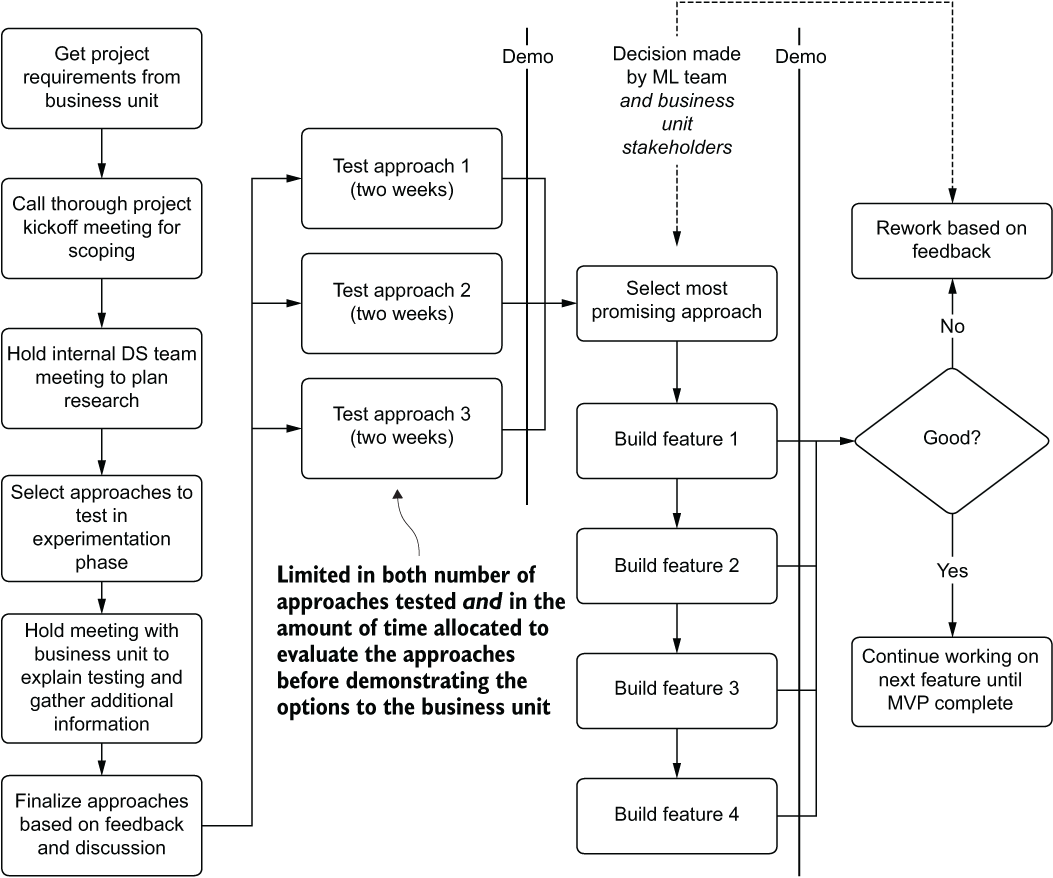 Get project
requirements from
business unit
Call thorough project
kickoff meeting for
scoping
Hold internal DS team
meeting to plan
research
Select approaches to
test in
experimentation
phase
Hold meeting with
business unit to
explain testing and
gather additional
information
Finalize approaches
based on feedback
and discussion
Test approach 1
(two weeks)
Test approach 2
(two weeks)
Test approach 3
(two weeks)
Limited in both number of
approaches tested and in the
amount of time allocated to
evaluate the approaches
before demonstrating the
options to the business unit
Demo
Decision made
by ML team
and business
unit
stakeholders
Select most
promising approach
Build feature 1
Build feature 2
Build feature 3
Build feature 4
Demo
Rework based on
feedback
No
Good?
Yes
Continue working on
next feature until
MVP complete